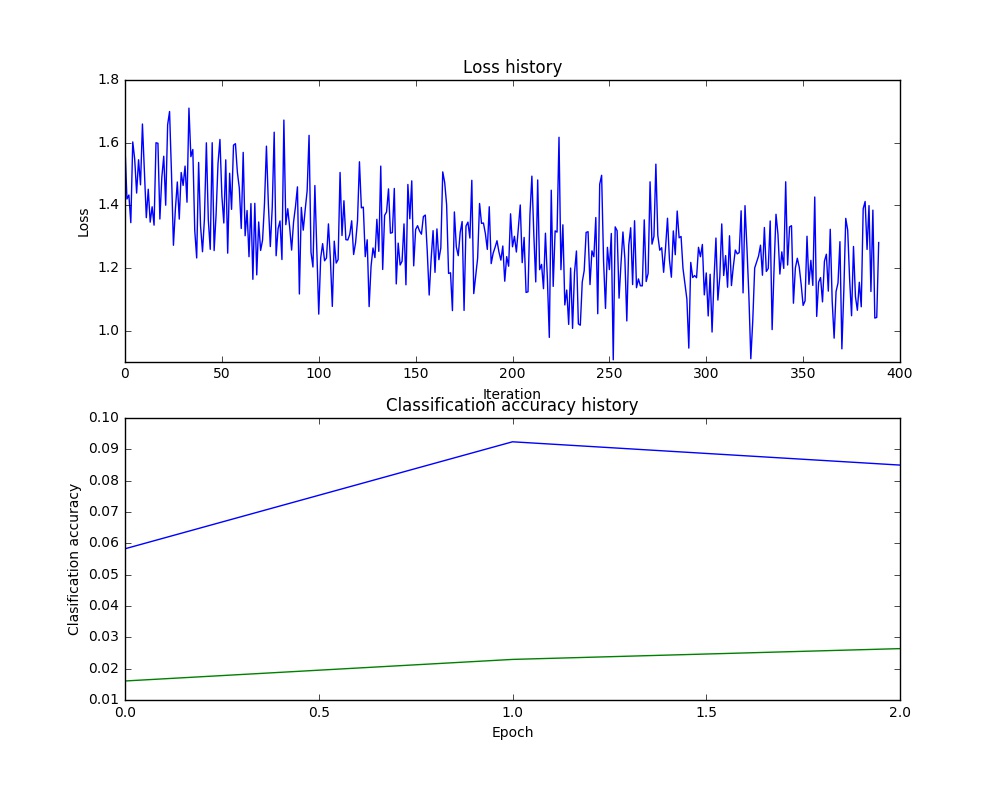 Loss history
1.8
1.6
1.4
1.2
1.0
Loss
0 50 100 150 200 250 300 350 400
Iteration
Classification accuracy history
0.10
0.09
0.08
0.07
0.06
0.05
0.04
0.03
0.02
0.01
Clasification accuracy
0.0 0.5 1.0 1.5 2.0
Epoch